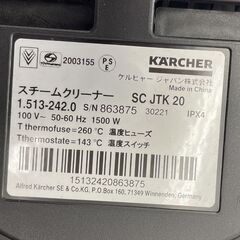 2003155
PS
E
KÄRCHER
ケルヒャー ジャパン株式会社
Made in China
スチームクリーナー SC JTK 20
1.513-242.0 S/N 863875 30221 IPX4
100 V~ 50-60 Hz 1500 W
T thermofuse=260℃ 温度ヒューズ
Tthermostate=143℃ 温度スイッチ
15132420863875
Alfred Kärcher SE & Co. KG, P.O.Box 160, 71349 Winnenden, Germany